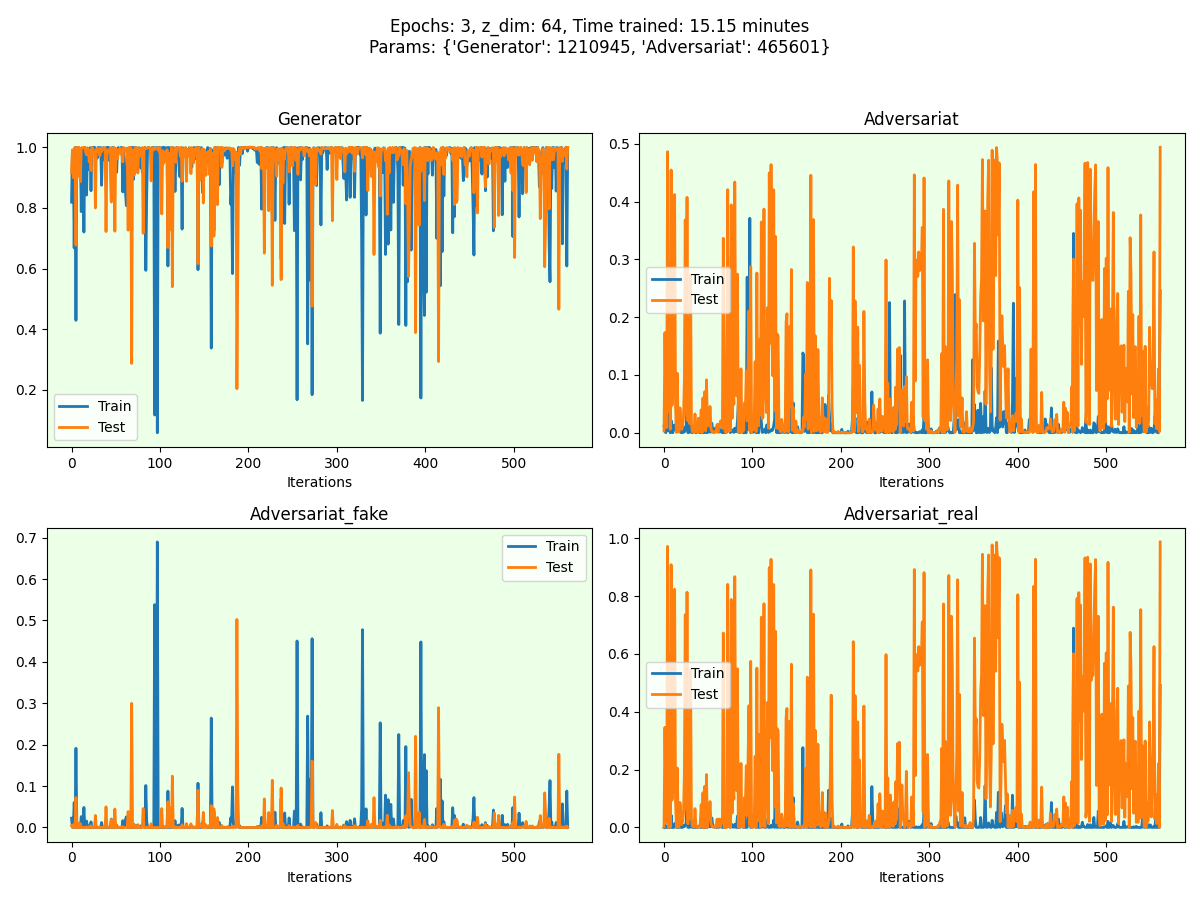 Epochs: 3, z_dim: 64, Time trained: 15.15 minutes
Params: {'Generator': 1210945, 'Adversariat': 465601}
Generator
1.0
0.8
0.6
0.4
0.2
Train
Test
0 100 200 300 400 500
Iterations
Adversariat
0.5
0.4
0.3
0.2
0.1
0.0
Train
Test
0 100 200 300 400 500
Iterations
Adversariat_fake
0.7
0.6
0.5
0.4
0.3
0.2
0.1
0.0
Train
Test
0 100 200 300 400 500
Iterations
Adversariat_real
1.0
0.8
0.6
0.4
0.2
0.0
Train
Test
0 100 200 300 400 500
Iterations